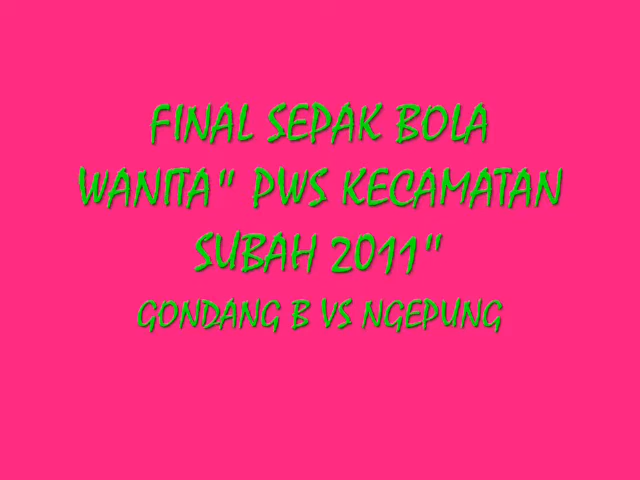 FINAL SEPAK BOLA
WANITA" PWS KECAMATAN
SUBAH 2011"
GONDANG B VS NGEPUNG